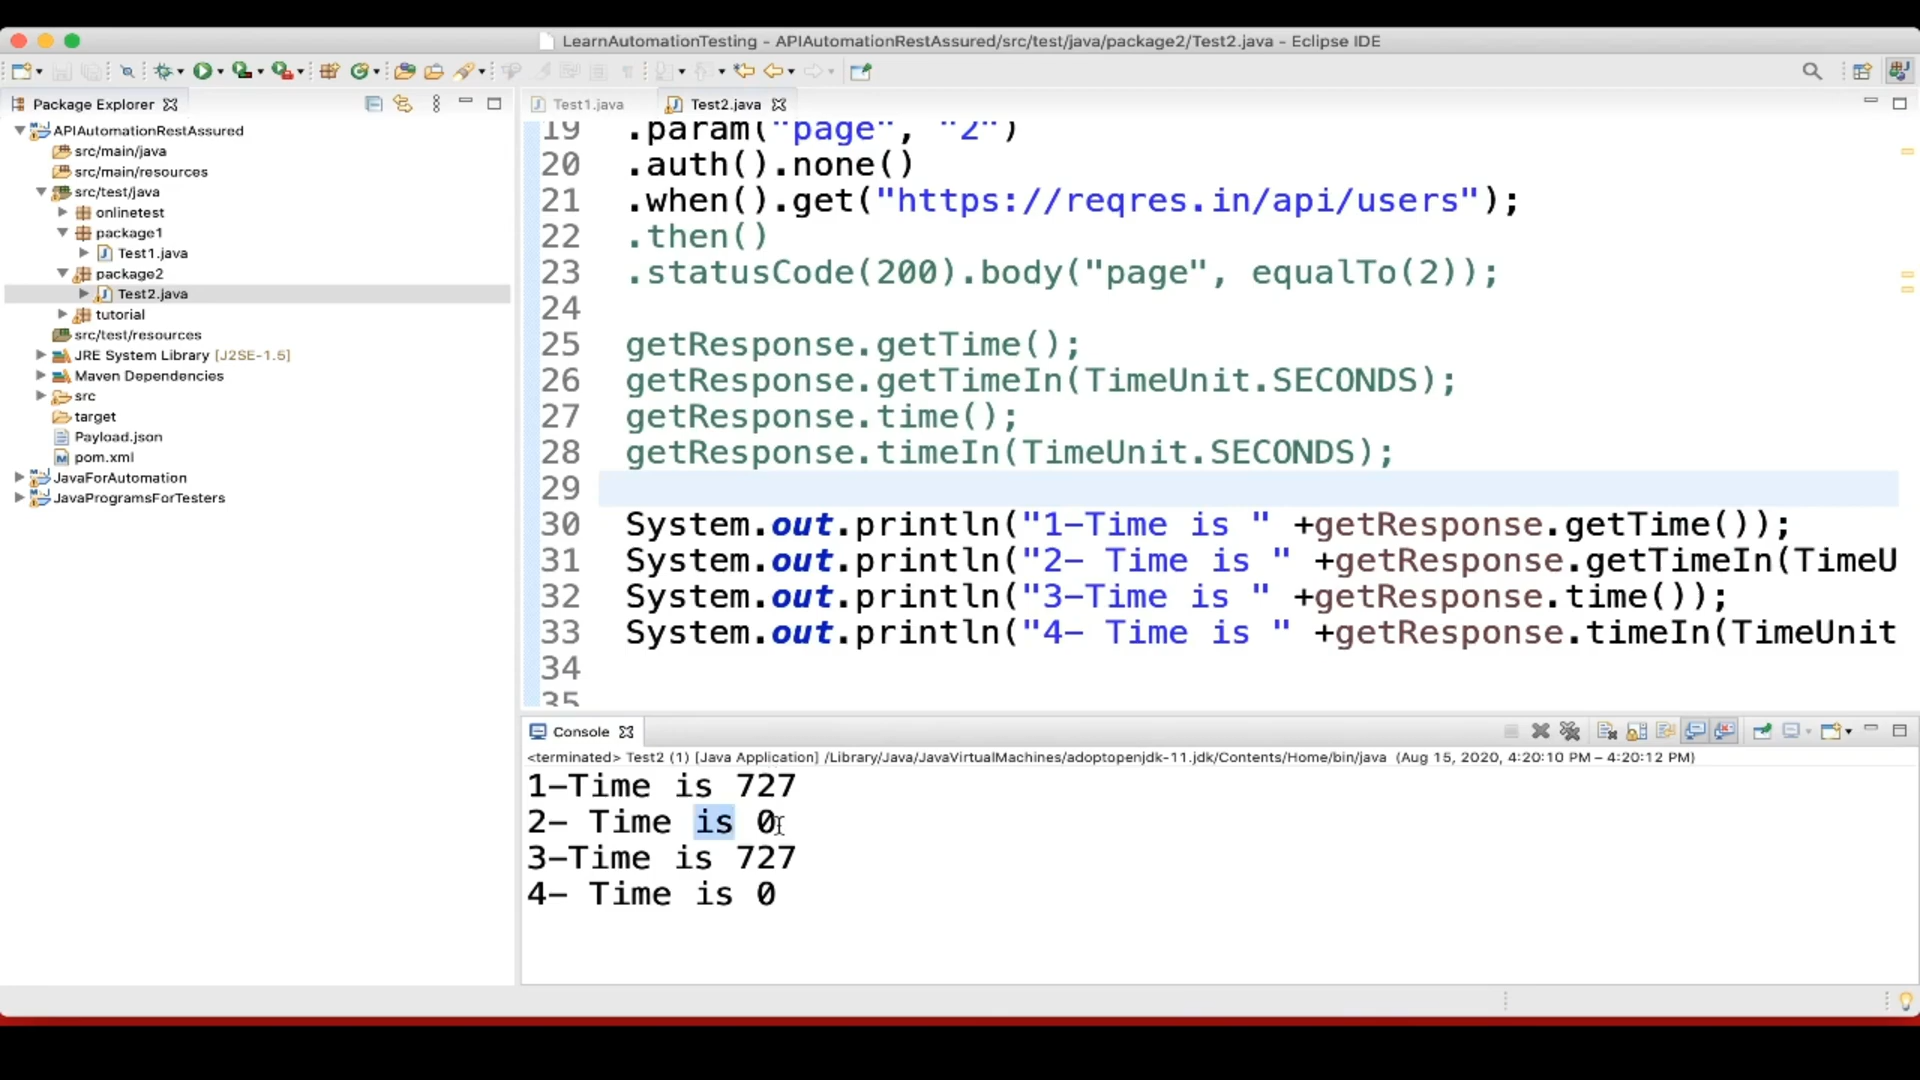 LearnAutomationTesting - APIAutomationRestAssured/src/test/java/package2/Test2.java - Eclipse IDE
Package Explorer
APIAutomationRestAssured
src/main/java
src/main/resources
src/test/java
onlinetest
package1
Test1.java
package2
Test2.java
tutorial
src/test/resources
JRE System Library [J2SE-1.5]
Maven Dependencies
src
target
Payload.json
pom.xml
JavaForAutomation
JavaProgramsForTesters
Test1.java Test2.java
19 .param("page", "2")
20 .auth().none()
21 .when().get("https://reqres.in/api/users");
22 .then()
23 .statusCode(200).body("page", equalTo(2));
24
25 getResponse.getTime();
26 getResponse.getTimeIn(TimeUnit.SECONDS);
27 getResponse.time();
28 getResponse.timeIn(TimeUnit.SECONDS);
29
30 System.out.println("1-Time is " +getResponse.getTime());
31 System.out.println("2- Time is " +getResponse.getTimeIn(TimeU
32 System.out.println("3-Time is " +getResponse.time());
33 System.out.println("4- Time is " +getResponse.timeIn(TimeUnit
34
35
Console
<terminated> Test2 (1) [Java Application] /Library/Java/JavaVirtualMachines/adoptopenjdk-11.jdk/Contents/Home/bin/java (Aug 15, 2020, 4:20:10 PM – 4:20:12 PM)
1-Time is 727
2- Time is 0
3-Time is 727
4- Time is 0